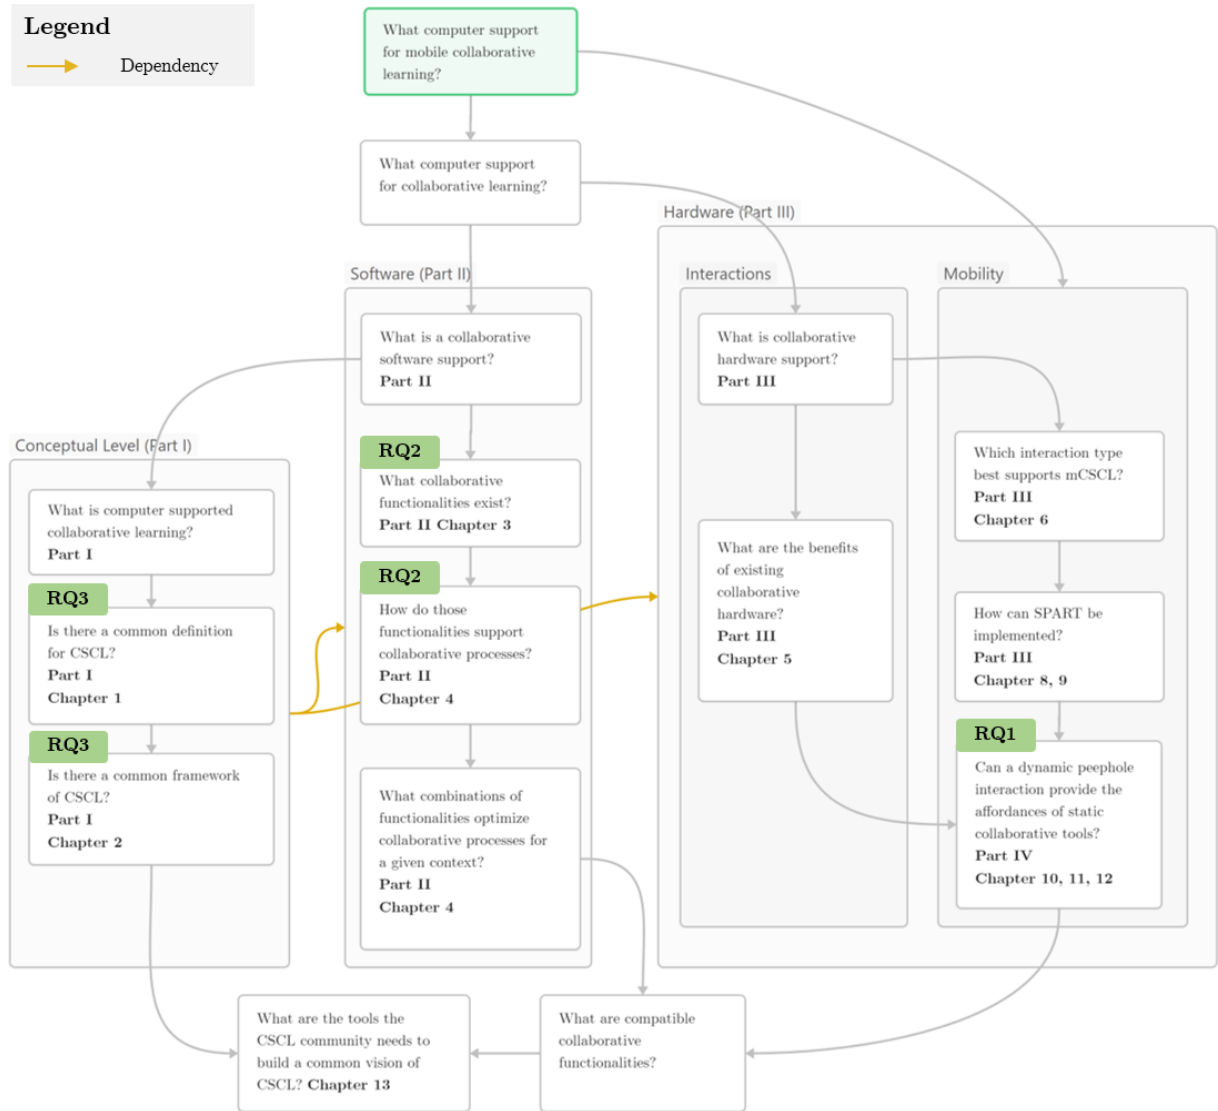 Legend
Dependency
What computer support
for mobile collaborative
learning?
What computer support
for collaborative learning?
Hardware (Part III)
Software (Part II)
Interactions
Mobility
What is a collaborative
software support?
Part II
What is collaborative
hardware support?
Part III
Conceptual Level (Part I)
What is computer supported
collaborative learning?
Part I
RQ3
Is there a common definition
for CSCL?
Part I
Chapter 1
RQ3
Is there a common framework
of CSCL?
Part I
Chapter 2
RQ2
What collaborative
functionalities exist?
Part II Chapter 3
RQ2
How do those
functionalities support
collaborative processes?
Part II
Chapter 4
What combinations of
functionalities optimize
collaborative processes for
a given context?
Part II
Chapter 4
What are the benefits
of existing
collaborative
hardware?
Part III
Chapter 5
Which interaction type
best supports mCSCL?
Part III
Chapter 6
How can SPART be
implemented?
Part III
Chapter 8, 9
RQ1
Can a dynamic peephole
interaction provide the
affordances of static
collaborative tools?
Part IV
Chapter 10, 11, 12
What are the tools the
CSCL community needs to
build a common vision of
CSCL? Chapter 13
What are compatible
collaborative
functionalities?